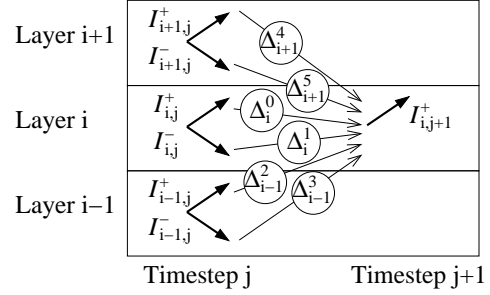 Layer i+1
I⁺ᵢ₊₁,ⱼ
I⁻ᵢ₊₁,ⱼ
Δ⁴ᵢ₊₁
Δ⁵ᵢ₊₁
Layer i
I⁺ᵢ,ⱼ
I⁻ᵢ,ⱼ
Δ⁰ᵢ
Δ¹ᵢ
I⁺ᵢ,ⱼ₊₁
Layer i−1
I⁺ᵢ₋₁,ⱼ
I⁻ᵢ₋₁,ⱼ
Δ²ᵢ₋₁
Δ³ᵢ₋₁
Timestep j
Timestep j+1